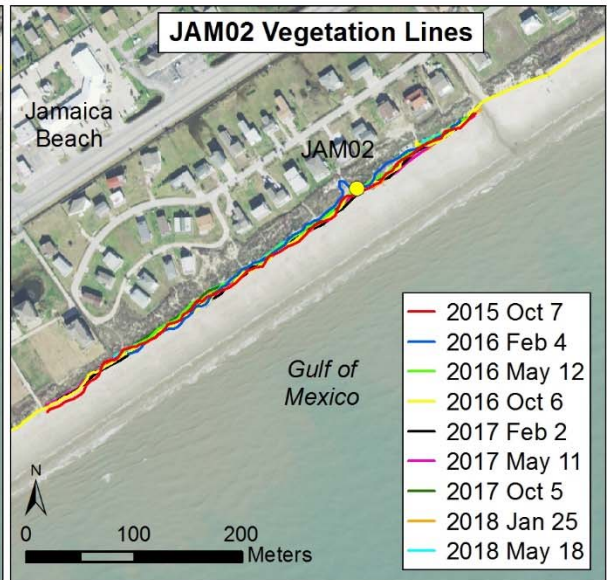 JAM02 Vegetation Lines
Jamaica
Beach
JAM02
Gulf of
Mexico
2015 Oct 7
2016 Feb 4
2016 May 12
2016 Oct 6
2017 Feb 2
2017 May 11
2017 Oct 5
2018 Jan 25
2018 May 18
N
0 100 200
Meters